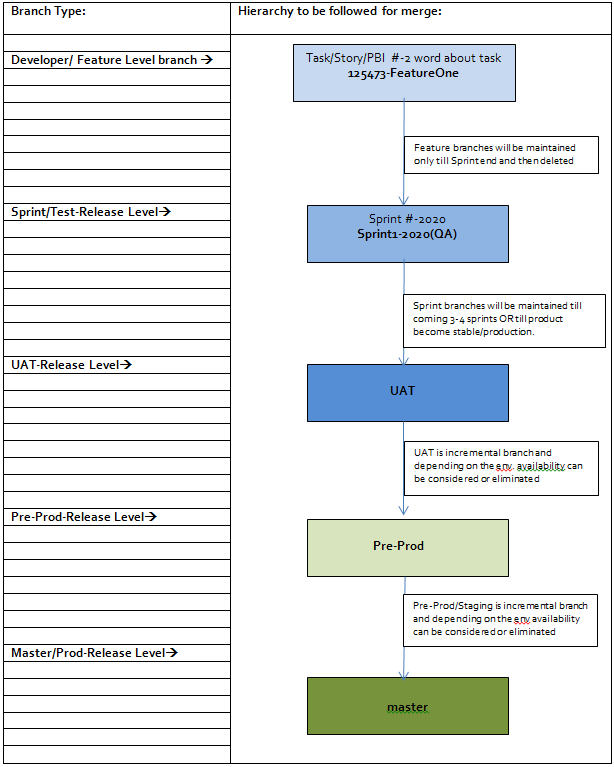 Branch Type:
Hierarchy to be followed for merge:
Developer/ Feature Level branch →
Task/Story/PBI #-2 word about task
125473-FeatureOne
Feature branches will be maintained
only till Sprint end and then deleted
Sprint/Test-Release Level→
Sprint #-2020
Sprint1-2020(QA)
Sprint branches will be maintained till
coming 3-4 sprints OR till product
become stable/production.
UAT-Release Level→
UAT
UAT is incremental branch and
depending on the env. availability can
be considered or eliminated
Pre-Prod-Release Level→
Pre-Prod
Pre-Prod/Staging is incremental branch
and depending on the env availability
can be considered or eliminated
Master/Prod-Release Level→
master